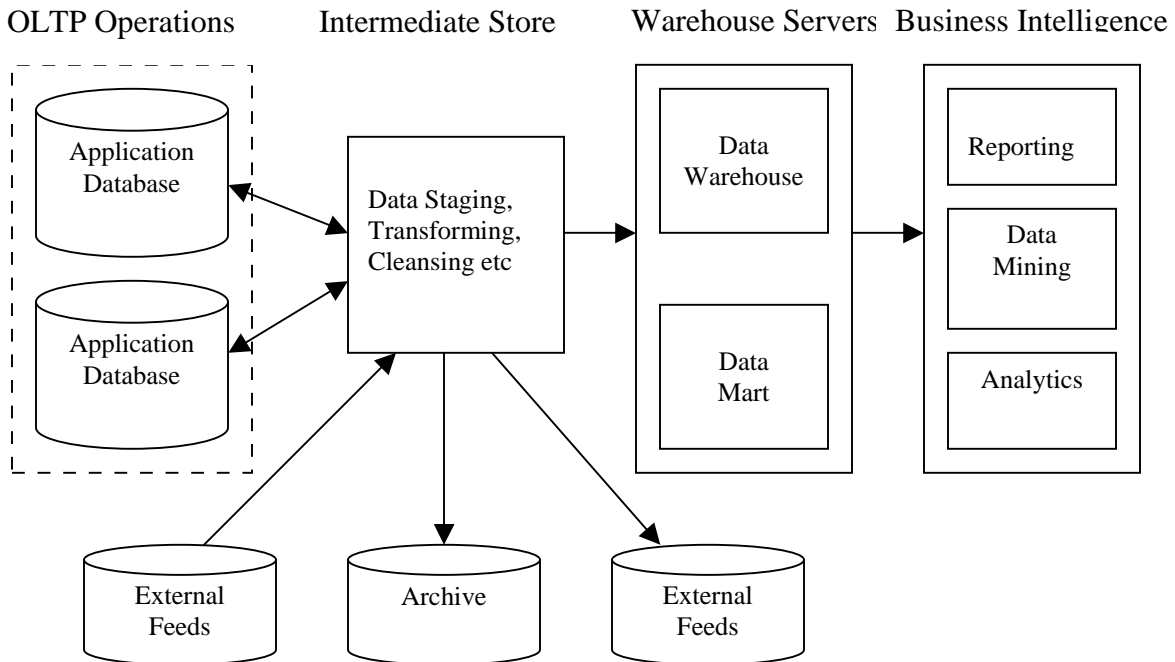 OLTP Operations
Intermediate Store
Warehouse Servers
Business Intelligence
Application
Database
Application
Database
Data Staging,
Transforming,
Cleansing etc
Data
Warehouse
Data
Mart
Reporting
Data
Mining
Analytics
External
Feeds
Archive
External
Feeds